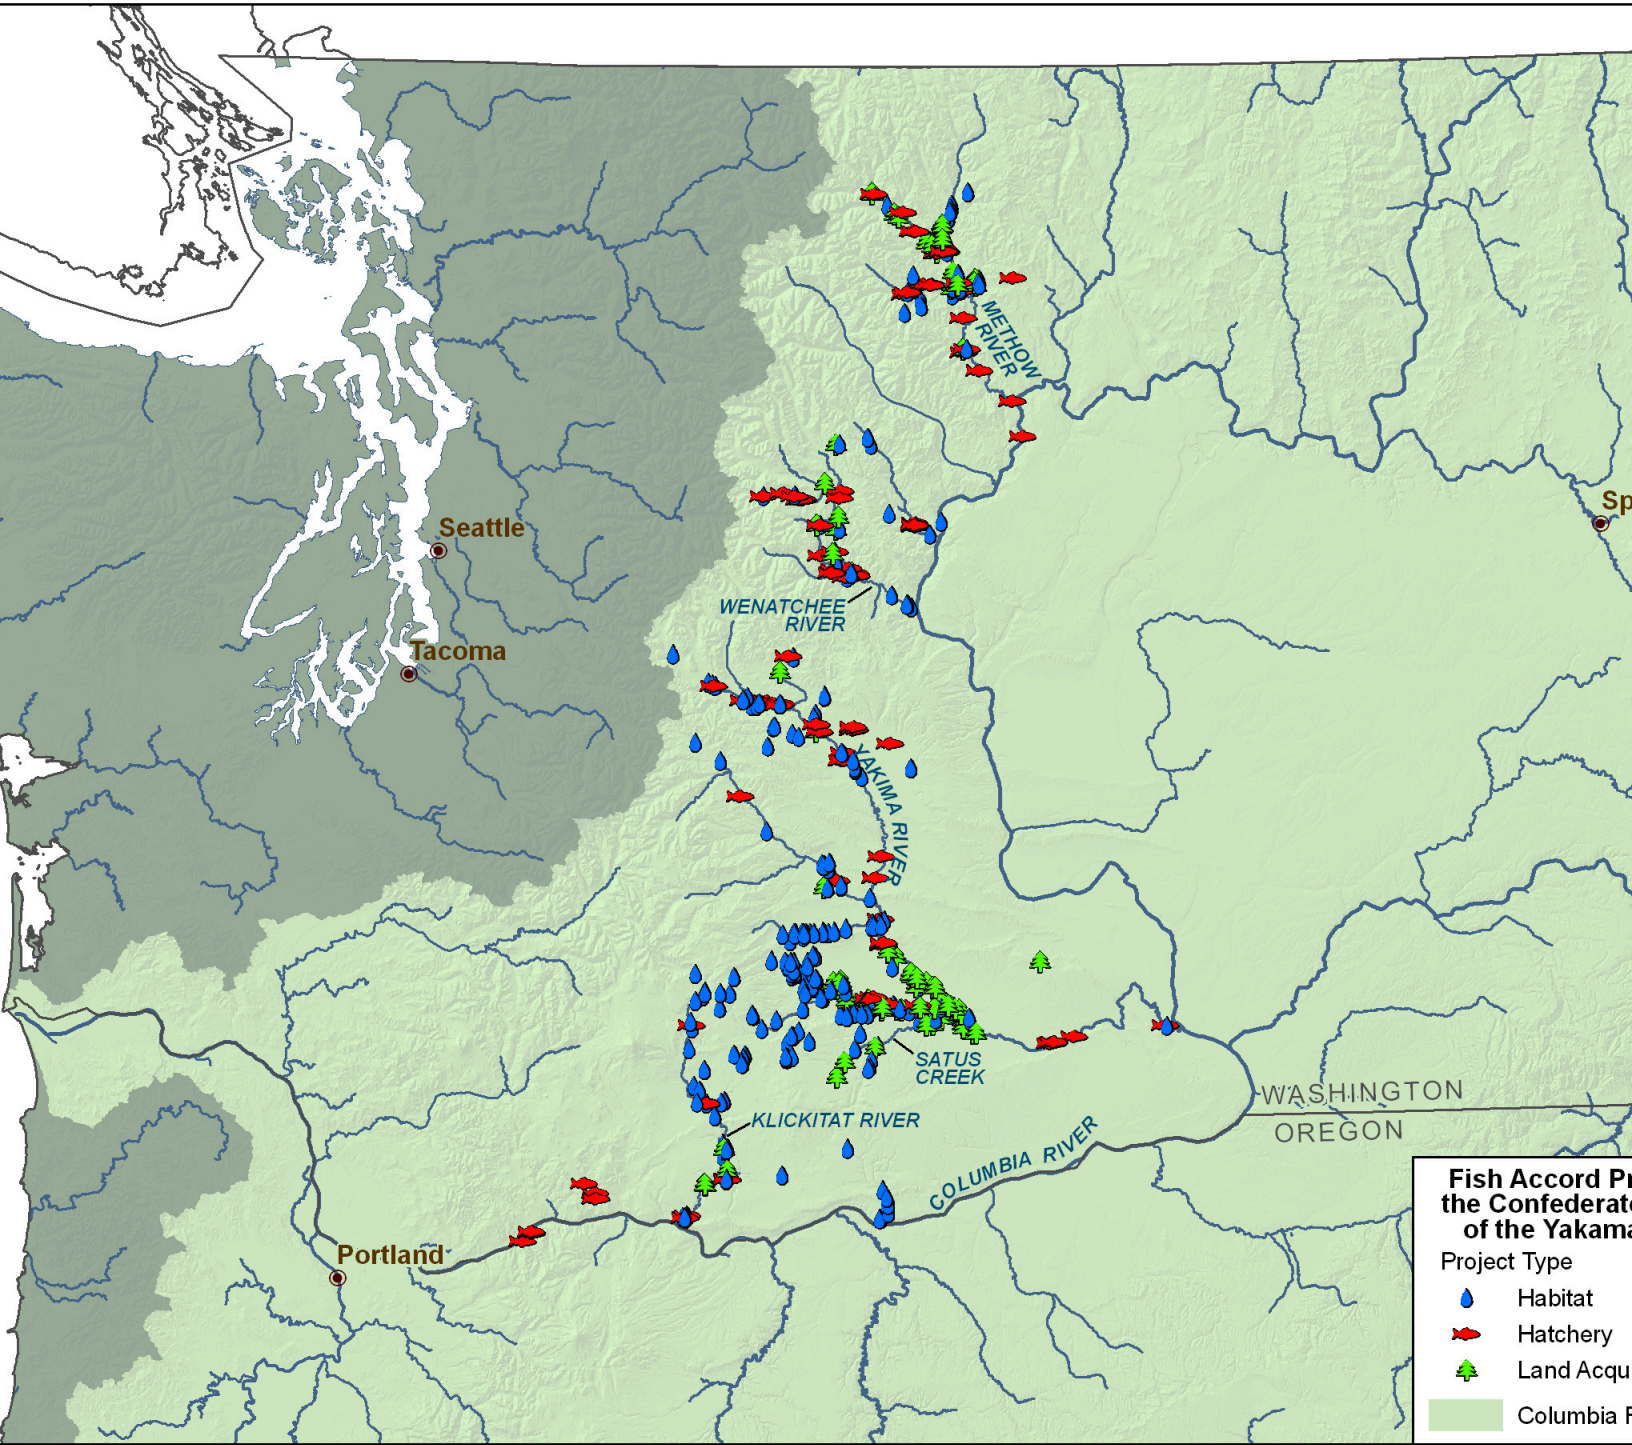 METHOW
RIVER
Sp
Seattle
WENATCHEE
RIVER
Tacoma
YAKIMA RIVER
SATUS
CREEK
WASHINGTON
KLICKITAT RIVER
OREGON
COLUMBIA RIVER
Portland
Fish Accord Pr
the Confederate
of the Yakama
Project Type
Habitat
Hatchery
Land Acqu
Columbia